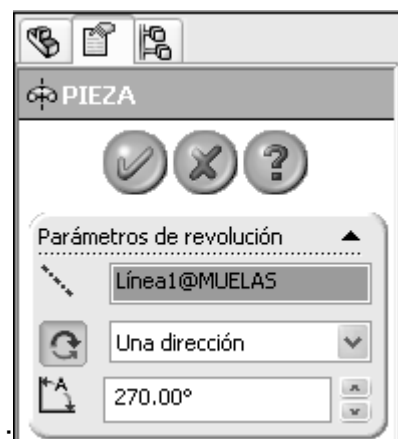 PIEZA
?
Parámetros de revolución
Línea1@MUELAS
Una dirección
A
270.00°